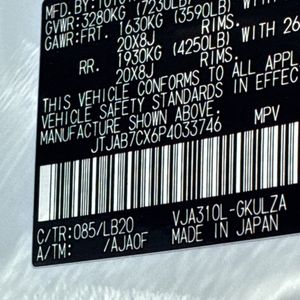 MFD. BY: TOYOT
GVWR: 3280KG (7230LB)
GAWR: FRT. 1630KG (3590LB) WITH
20X8J RIMS,
RR. 1930KG (4250LB) WITH 26
20X8J RIMS,
THIS VEHICLE CONFORMS TO ALL APPL
VEHICLE SAFETY STANDARDS IN EFFEC
MANUFACTURE SHOWN ABOVE.
JTJAB7CX6P4033746 MPV
C/TR: 085/LB20 VJA310L-GKULZA
A/TM: /AJA0F MADE IN JAPAN